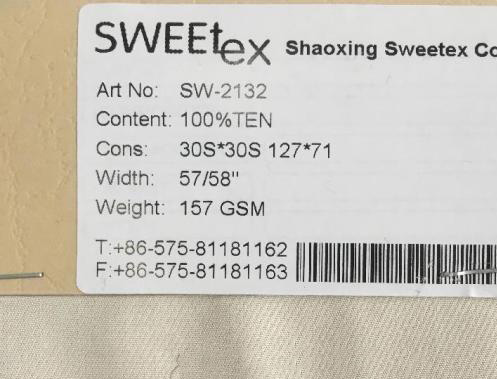 SWEEtex Shaoxing Sweetex Co
Art No: SW-2132
Content: 100%TEN
Cons: 30S*30S 127*71
Width: 57/58"
Weight: 157 GSM
T:+86-575-81181162
F:+86-575-81181163